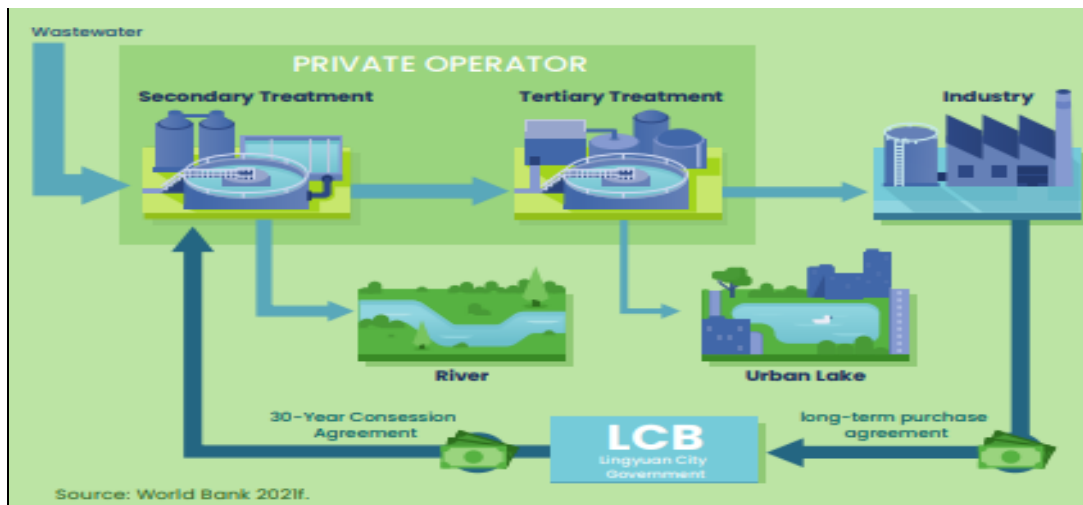 Wastewater
PRIVATE OPERATOR
Secondary Treatment
Tertiary Treatment
Industry
River
Urban Lake
30-Year Consession
Agreement
LCB
Lingyuan City
Government
long-term purchase
agreement
Source: World Bank 2021f.